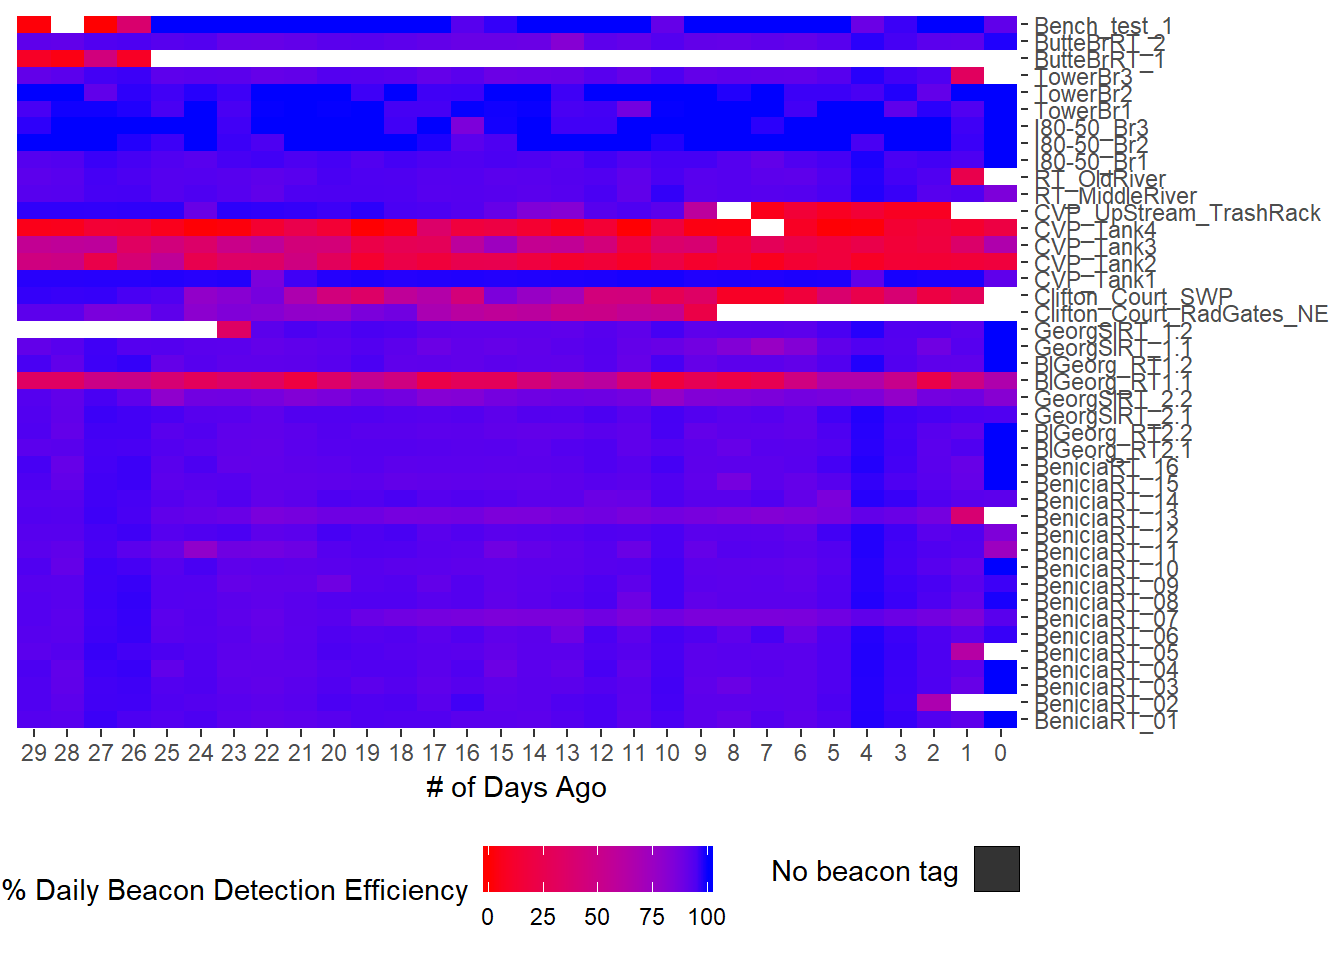 Bench_test_1
ButteBrRT_2
ButteBrRT_1
TowerBr3
TowerBr2
TowerBr1
I80-50_Br3
I80-50_Br2
I80-50_Br1
RT_OldRiver
RT_MiddleRiver
CVP_UpStream_TrashRack
CVP_Tank4
CVP_Tank3
CVP_Tank2
CVP_Tank1
Clifton_Court_SWP
Clifton_Court_RadGates_NE
GeorgSlRT_1.2
GeorgSlRT_1.1
BlGeorg_RT1.2
BlGeorg_RT1.1
GeorgSlRT_2.2
GeorgSlRT_2.1
BlGeorg_RT2.2
BlGeorg_RT2.1
BeniciaRT_16
BeniciaRT_15
BeniciaRT_14
BeniciaRT_13
BeniciaRT_12
BeniciaRT_11
BeniciaRT_10
BeniciaRT_09
BeniciaRT_08
BeniciaRT_07
BeniciaRT_06
BeniciaRT_05
BeniciaRT_04
BeniciaRT_03
BeniciaRT_02
BeniciaRT_01
29 28 27 26 25 24 23 22 21 20 19 18 17 16 15 14 13 12 11 10 9 8 7 6 5 4 3 2 1 0
# of Days Ago
% Daily Beacon Detection Efficiency
0 25 50 75 100
No beacon tag